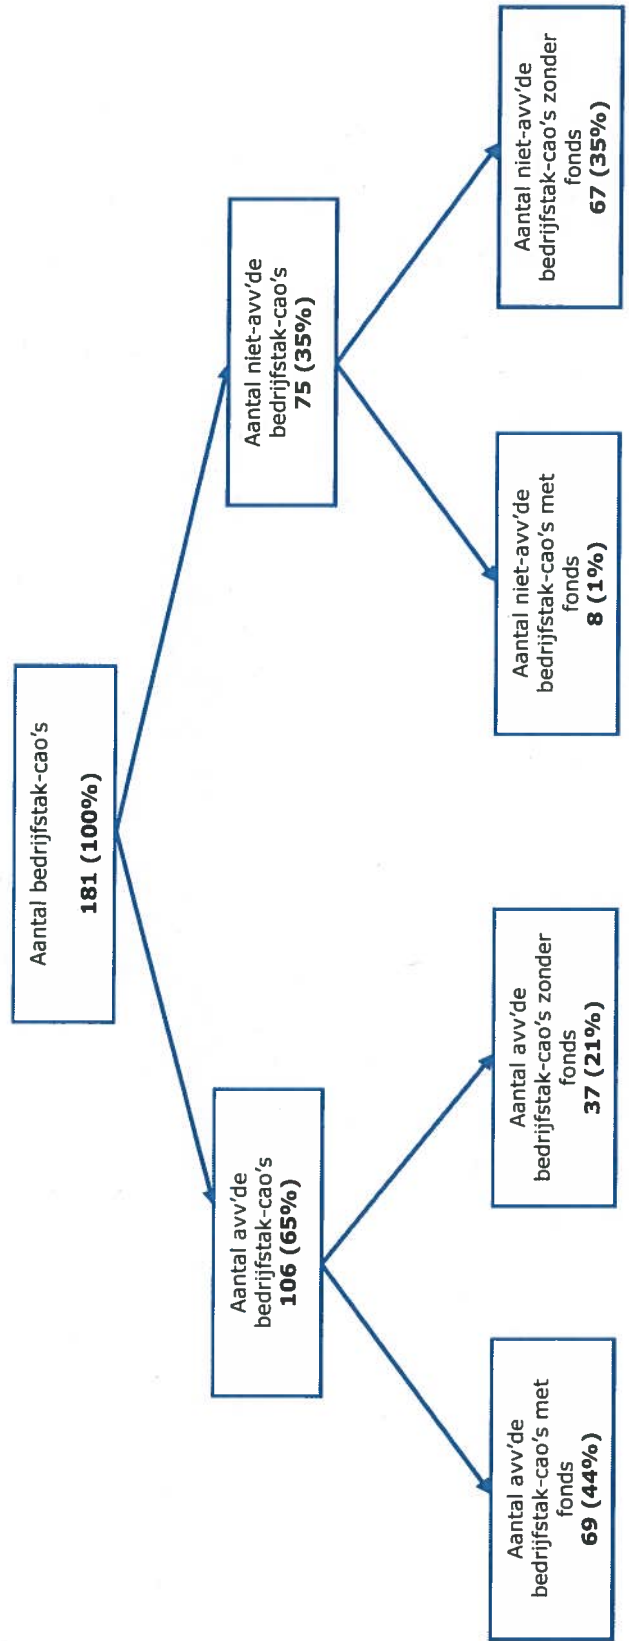 Aantal bedrijfstak-cao's
181 (100%)
Aantal avv'de
bedrijfstak-cao's
106 (65%)
Aantal niet-avv'de
bedrijfstak-cao's
75 (35%)
Aantal avv'de
bedrijfstak-cao's met
fonds
69 (44%)
Aantal avv'de
bedrijfstak-cao's zonder
fonds
37 (21%)
Aantal niet-avv'de
bedrijfstak-cao's met
fonds
8 (1%)
Aantal niet-avv'de
bedrijfstak-cao's zonder
fonds
67 (35%)